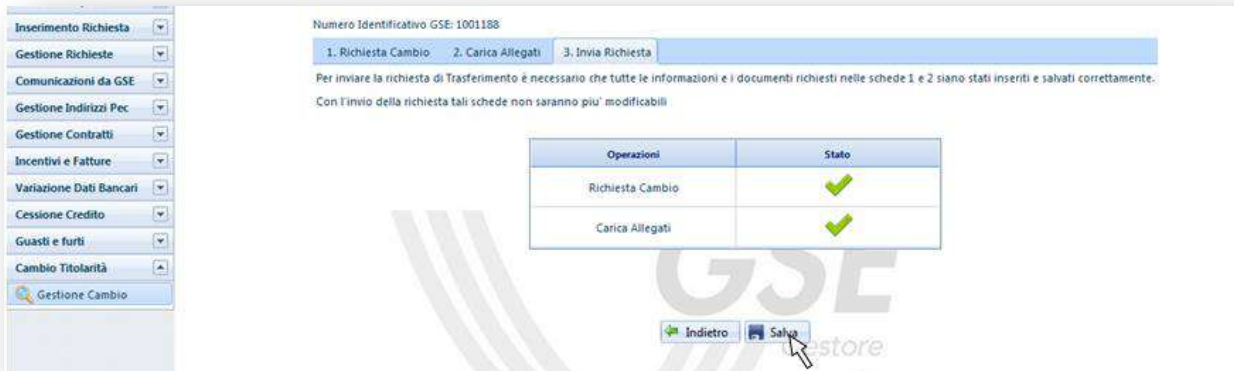 Inserimento Richiesta
Gestione Richieste
Comunicazioni da GSE
Gestione Indirizzi Pec
Gestione Contratti
Incentivi e Fatture
Variazione Dati Bancari
Cessione Credito
Guasti e furti
Cambio Titolarità
Gestione Cambio
Numero Identificativo GSE: 1001188
1. Richiesta Cambio 2. Carica Allegati 3. Invia Richiesta
Per inviare la richiesta di Trasferimento è necessario che tutte le informazioni e i documenti richiesti nelle schede 1 e 2 siano stati inseriti e salvati correttamente.
Con l'invio della richiesta tali schede non saranno piu' modificabili
Operazioni Stato
Richiesta Cambio
Carica Allegati
GSE
Indietro Salva
Gestore